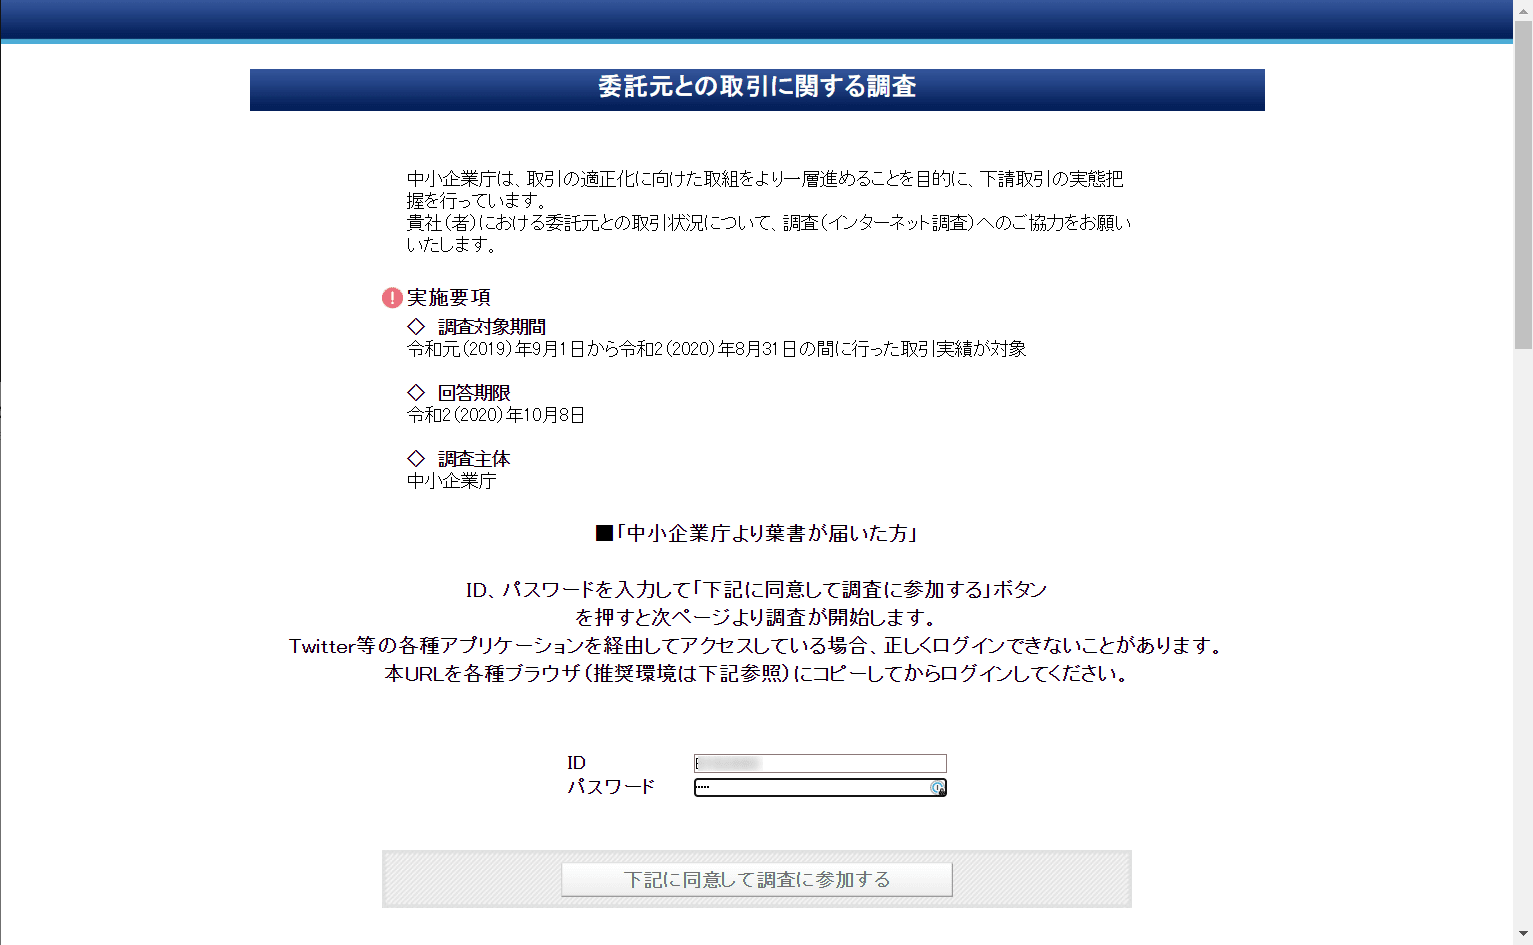 委託元との取引に関する調査
中小企業庁は、取引の適正化に向けた取組をより一層進めることを目的に、下請取引の実態把
握を行っています。
貴社（者）における委託元との取引状況について、調査（インターネット調査）へのご協力をお願い
いたします。
実施要項
◇ 調査対象期間
令和元（2019）年9月1日から令和2（2020）年8月31日の間に行った取引実績が対象
◇ 回答期限
令和2（2020）年10月8日
◇ 調査主体
中小企業庁
■「中小企業庁より葉書が届いた方」
ID、パスワードを入力して「下記に同意して調査に参加する」ボタン
を押すと次ページより調査が開始します。
Twitter等の各種アプリケーションを経由してアクセスしている場合、正しくログインできないことがあります。
本URLを各種ブラウザ（推奨環境は下記参照）にコピーしてからログインしてください。
ID
パスワード
下記に同意して調査に参加する